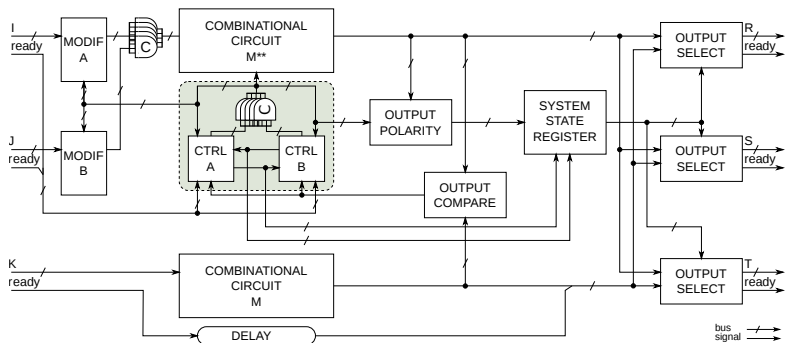 I
ready
MODIF
A
C
COMBINATIONAL
CIRCUIT
M**
OUTPUT
SELECT
R
ready
C
OUTPUT
POLARITY
SYSTEM
STATE
REGISTER
J
ready
MODIF
B
CTRL
A
CTRL
B
OUTPUT
SELECT
S
ready
OUTPUT
COMPARE
K
ready
COMBINATIONAL
CIRCUIT
M
OUTPUT
SELECT
T
ready
DELAY
bus
signal